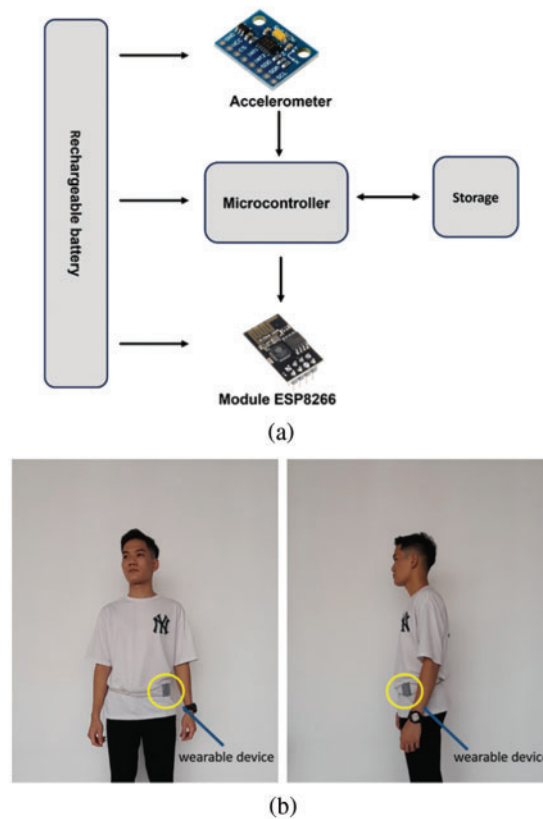 Accelerometer
Rechargeable battery
Microcontroller
Storage
Module ESP8266
(a)
NY
wearable device
NY
wearable device
(b)